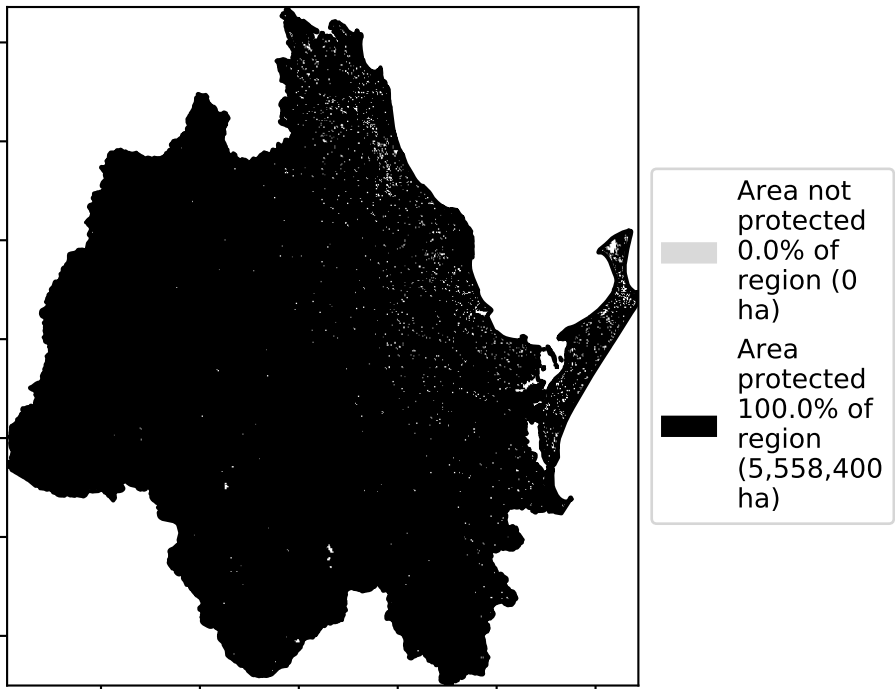 Area not
protected
0.0% of
region (0
ha)
Area
protected
100.0% of
region
(5,558,400
ha)